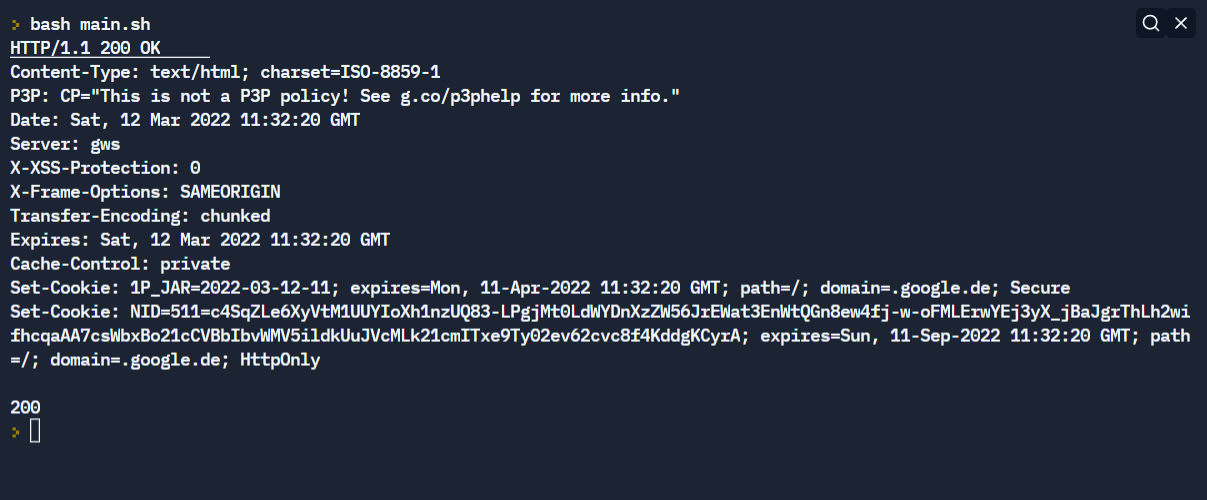 > bash main.sh
HTTP/1.1 200 OK
Content-Type: text/html; charset=ISO-8859-1
P3P: CP="This is not a P3P policy! See g.co/p3phelp for more info."
Date: Sat, 12 Mar 2022 11:32:20 GMT
Server: gws
X-XSS-Protection: 0
X-Frame-Options: SAMEORIGIN
Transfer-Encoding: chunked
Expires: Sat, 12 Mar 2022 11:32:20 GMT
Cache-Control: private
Set-Cookie: 1P_JAR=2022-03-12-11; expires=Mon, 11-Apr-2022 11:32:20 GMT; path=/; domain=.google.de; Secure
Set-Cookie: NID=511=c4SqZLe6XyVtM1UUYIoXh1nzUQ83-LPgjMt0LdWYDnXzZW56JrEWat3EnWtQGn8ew4fj-w-oFMLErwYEj3yX_jBaJgrThLh2wi
fhcqaAA7csWbxBo21cCVBbIbvWMV5ildkUuJVcMLk21cmITxe9Ty02ev62cvc8f4KddgKCyrA; expires=Sun, 11-Sep-2022 11:32:20 GMT; path
=/; domain=.google.de; HttpOnly
200
>